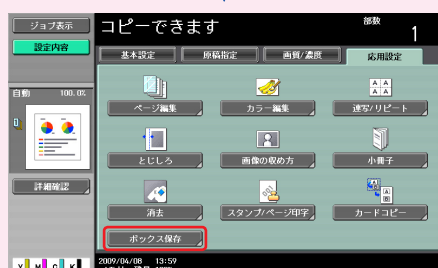 ジョブ表示
設定内容
コピーできます
部数
1
基本設定
原稿指定
画質/濃度
応用設定
自動 100.0%
ページ編集
カラー編集
連写/リピート
とじしろ
画像の収め方
小冊子
詳細確認
消去
スタンプ/ページ印字
カードコピー
ボックス保存
Y M C K
2009/04/08 13:59